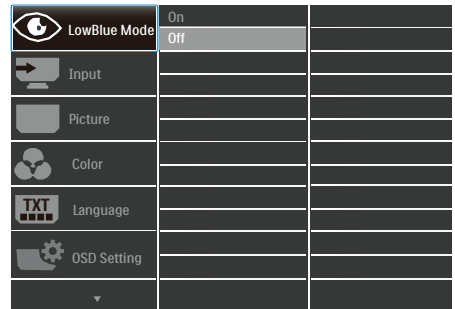 LowBlue Mode
On
Off
Input
Picture
Color
TXT
Language
OSD Setting